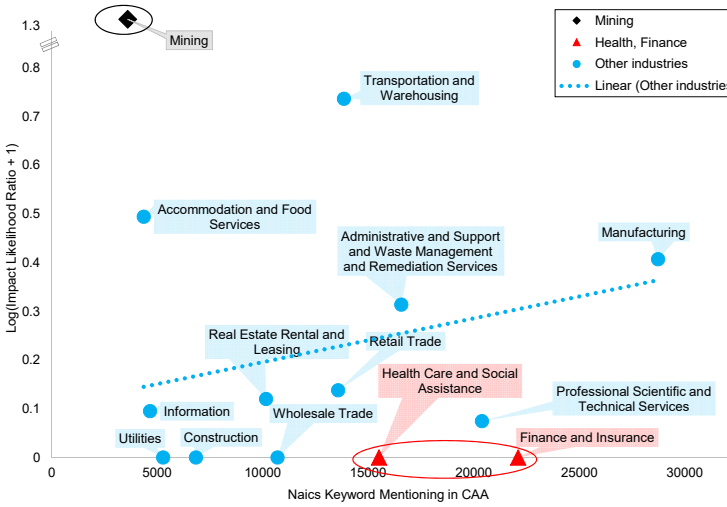 1.3
0.8
0.7
0.6
0.5
0.4
0.3
0.2
0.1
0
Log(Impact Likelihood Ratio + 1)
Mining
Transportation and
Warehousing
Accommodation and Food
Services
Administrative and Support
and Waste Management
and Remediation Services
Manufacturing
Real Estate Rental and
Leasing
Retail Trade
Health Care and Social
Assistance
Information
Wholesale Trade
Professional Scientific and
Technical Services
Utilities
Construction
Finance and Insurance
0
5000
10000
15000
20000
25000
30000
Naics Keyword Mentioning in CAA
Mining
Health, Finance
Other industries
Linear (Other industries